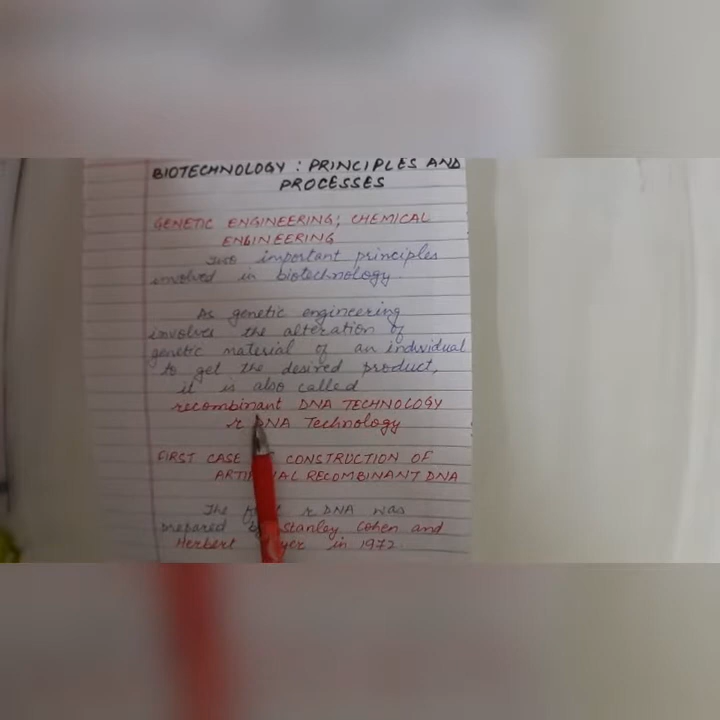 BIOTECHNOLOGY : PRINCIPLES AND
PROCESSES
GENETIC ENGINEERING; CHEMICAL
ENGINEERING
Two important principles
involved in biotechnology
As genetic engineering
involves the alteration of
genetic material of an individual
to get the desired product,
it is also called
recombinant DNA TECHNOLOGY
r DNA Technology
FIRST CASE CONSTRUCTION OF
RECOMBINANT DNA
The r DNA was
prepared Stanley Cohen and
Herbert in 1972.